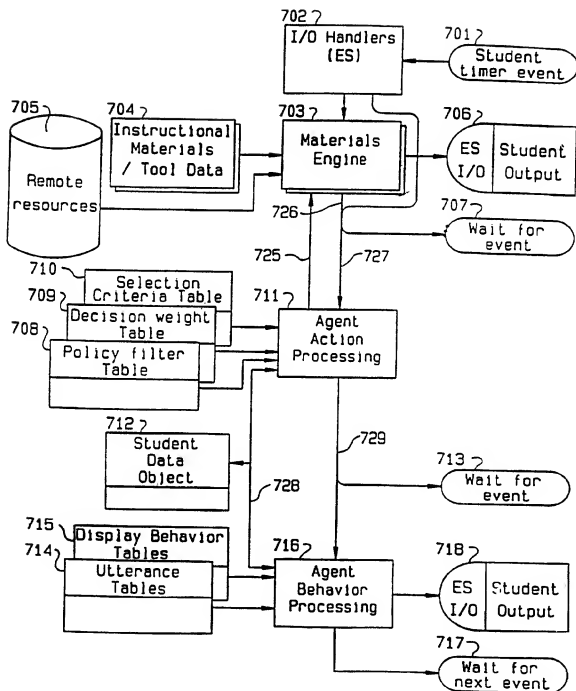 702
I/O Handlers
(ES)
701
Student
timer event
705
Remote
resources
704
Instructional
Materials
/ Tool Data
703
Materials
Engine
706
ES
I/O
Student
Output
726
707
Wait for
event
725
727
710
Selection
Criteria Table
709
Decision weight
Table
708
Policy filter
Table
711
Agent
Action
Processing
712
Student
Data
Object
728
729
713
Wait for
event
715
Display Behavior
Tables
714
Utterance
Tables
716
Agent
Behavior
Processing
718
ES
I/O
Student
Output
717
Wait for
next event